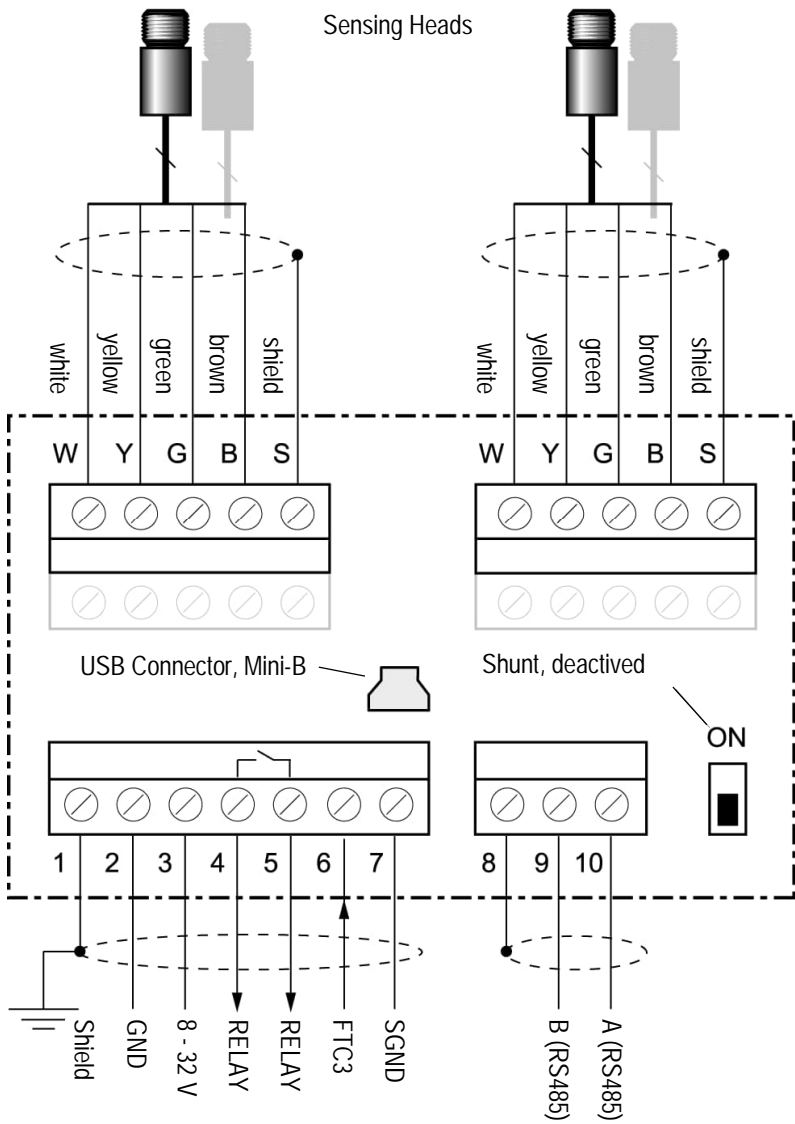 Sensing Heads
white yellow green brown shield
white yellow green brown shield
W Y G B S
W Y G B S
USB Connector, Mini-B
Shunt, deactived
ON
1 2 3 4 5 6 7
8 9 10
Shield
GND
8 - 32 V
RELAY
RELAY
FTC3
SGND
B (RS485)
A (RS485)